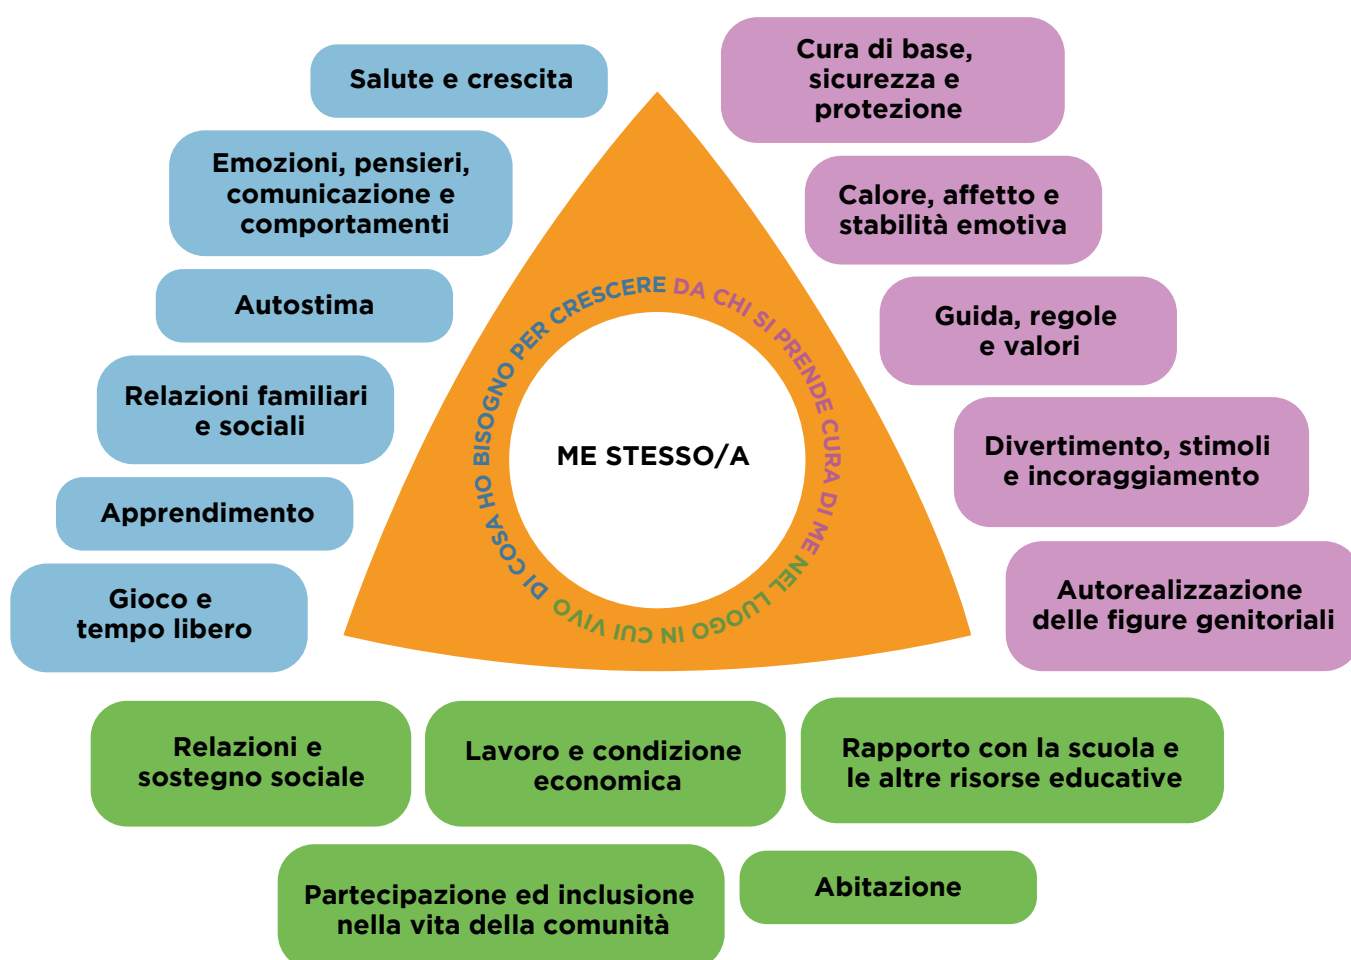 Salute e crescita
Emozioni, pensieri,
comunicazione e
comportamenti
Autostima
Relazioni familiari
e sociali
Apprendimento
Gioco e
tempo libero
Cura di base,
sicurezza e
protezione
Calore, affetto e
stabilità emotiva
Guida, regole
e valori
Divertimento, stimoli
e incoraggiamento
Autorealizzazione
delle figure genitoriali
DI COSA HO BISOGNO PER CRESCERE
DA CHI SI PRENDE CURA DI ME
NEL LUOGO IN CUI VIVO
ME STESSO/A
Relazioni e
sostegno sociale
Lavoro e condizione
economica
Rapporto con la scuola e
le altre risorse educative
Partecipazione ed inclusione
nella vita della comunità
Abitazione